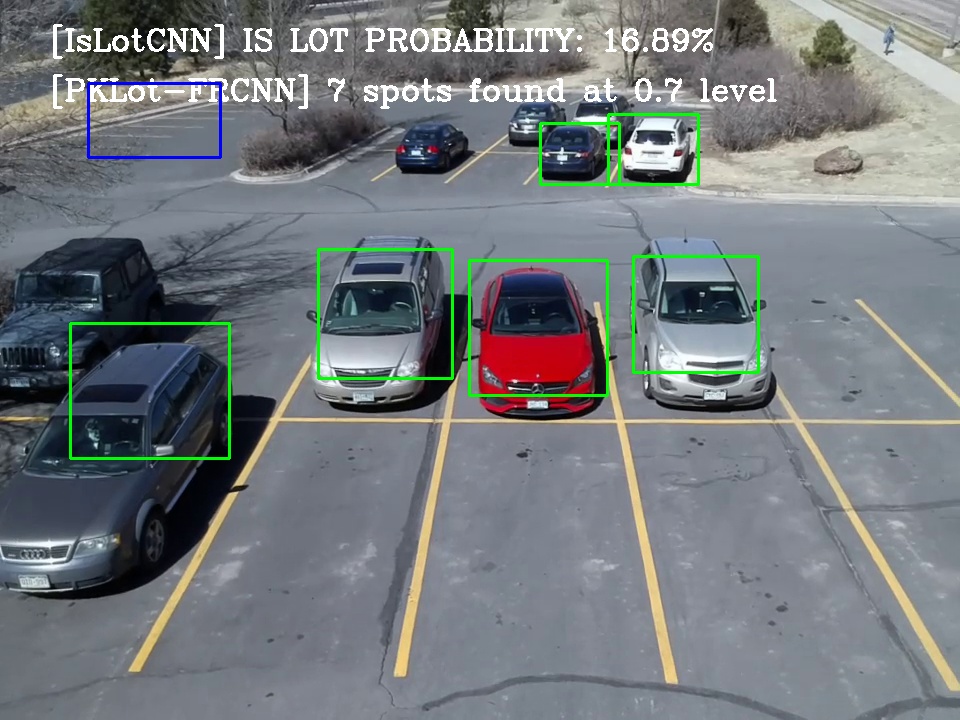 [IsLotCNN] IS LOT PROBABILITY: 16.89%
[PKLot-FRCNN] 7 spots found at 0.7 level